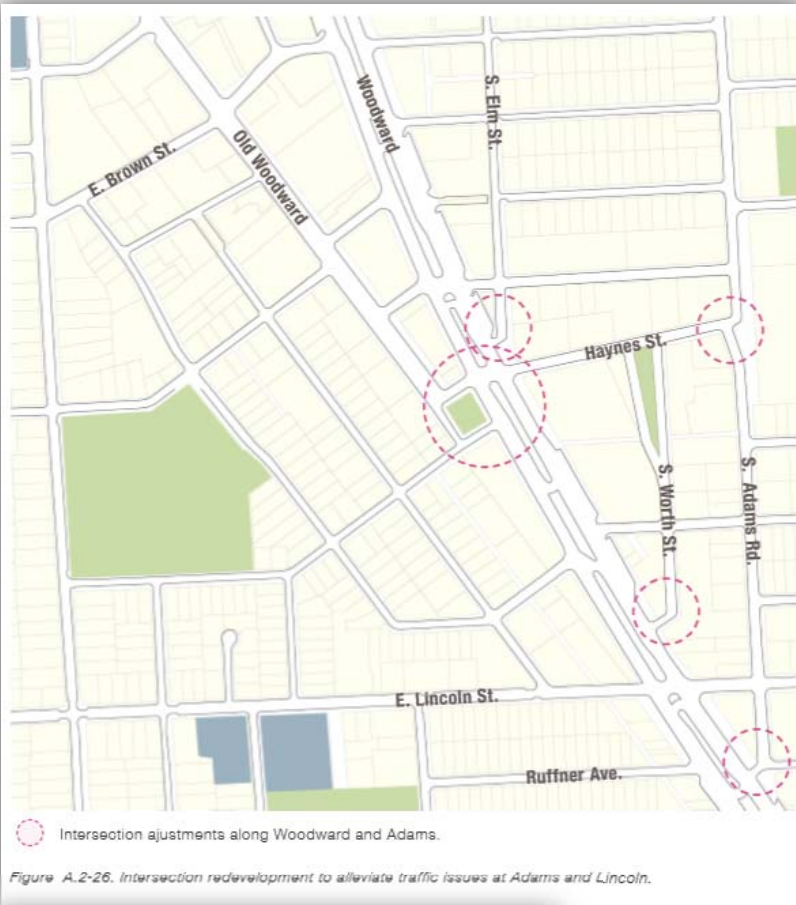 Woodward
S. Elm St.
E. Brown St.
Old Woodward
Haynes St.
S. Worth St.
S. Adams Rd.
E. Lincoln St.
Ruffner Ave.
Intersection ajustments along Woodward and Adams.
Figure A.2-26. Intersection redevelopment to alleviate traffic issues at Adams and Lincoln.